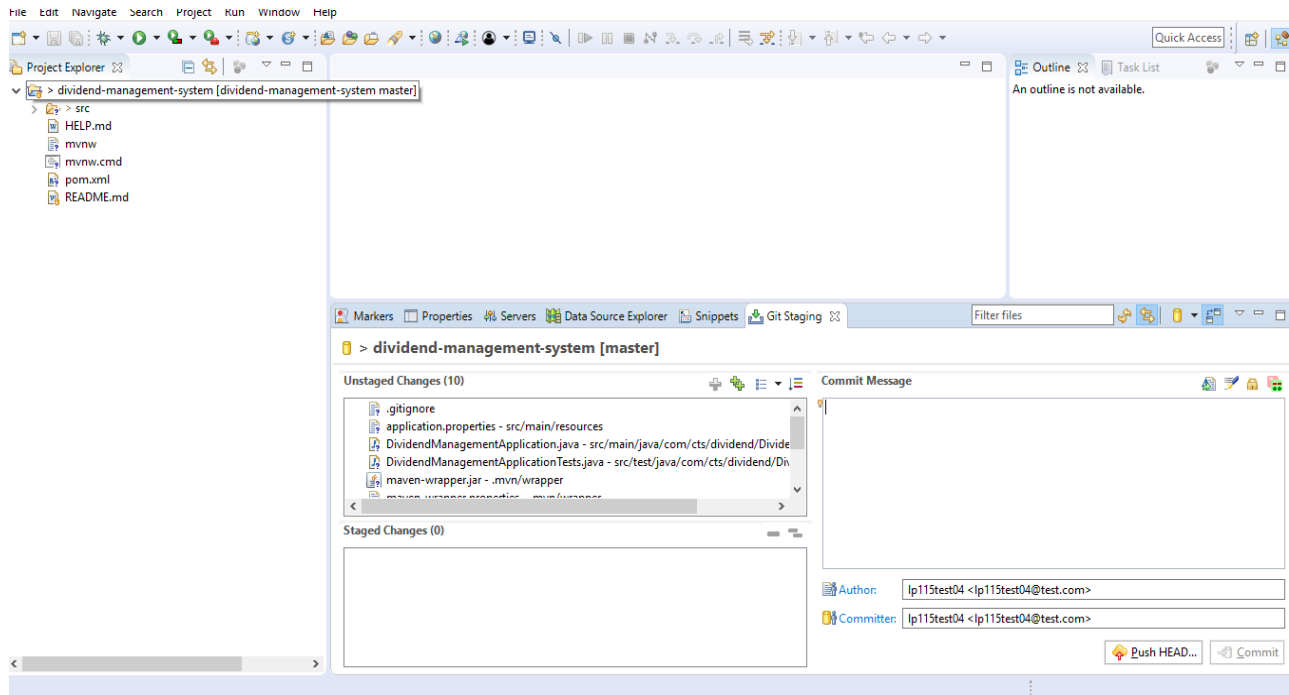 File Edit Navigate Search Project Run Window Help
Quick Access
Project Explorer
> dividend-management-system [dividend-management-system master]
> src
HELP.md
mvnw
mvnw.cmd
pom.xml
README.md
Outline Task List
An outline is not available.
Markers Properties Servers Data Source Explorer Snippets Git Staging
Filter files
> dividend-management-system [master]
Unstaged Changes (10)
.gitignore
application.properties - src/main/resources
DividendManagementApplication.java - src/main/java/com/cts/dividend/Divide
DividendManagementApplicationTests.java - src/test/java/com/cts/dividend/Div
maven-wrapper.jar - .mvn/wrapper
maven-wrapper.properties - .mvn/wrapper
Staged Changes (0)
Commit Message
Author: lp115test04 <lp115test04@test.com>
Committer: lp115test04 <lp115test04@test.com>
Push HEAD... Commit